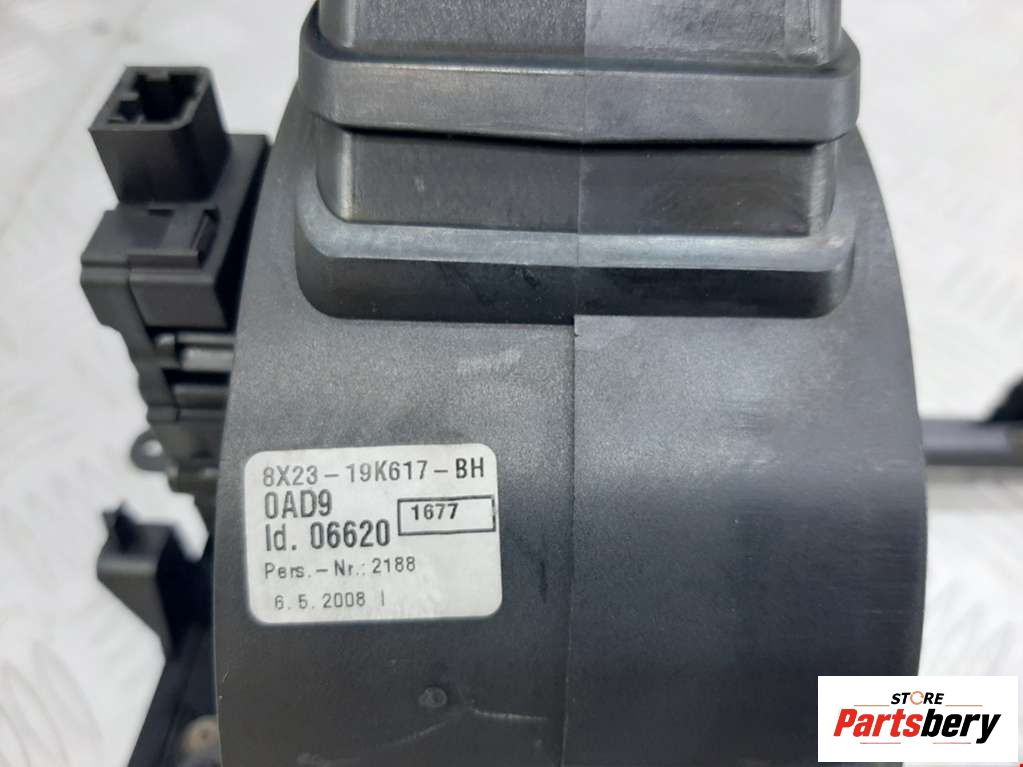 8X23-19K617-BH
0AD9
Id. 06620 1677
Pers.-Nr.: 2188
6.5.2008 |
STORE
Partsbery